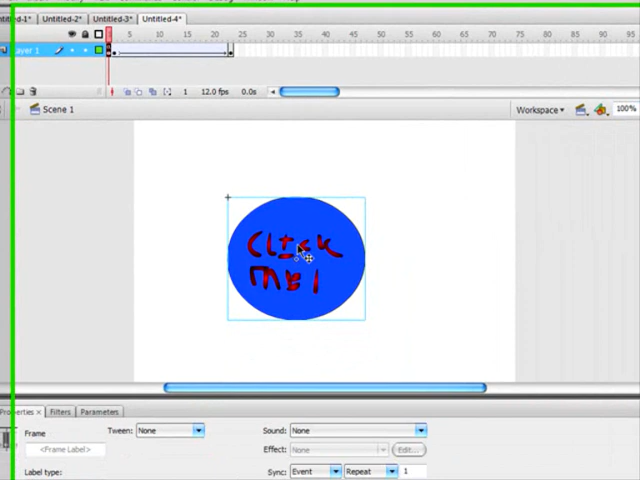 Untitled-2* Untitled-3* Untitled-4*
5 10 15 20 25 30 35 40 45 50 55 60 65 70 75 80 85 90 95
Layer 1
1 12.0 fps 0.0s
Scene 1 Workspace 100%
Click
ME!
Properties × Filters Parameters
Frame Tween: None Sound: None
<Frame Label> Effect: None Edit...
Label type: Sync: Event Repeat 1